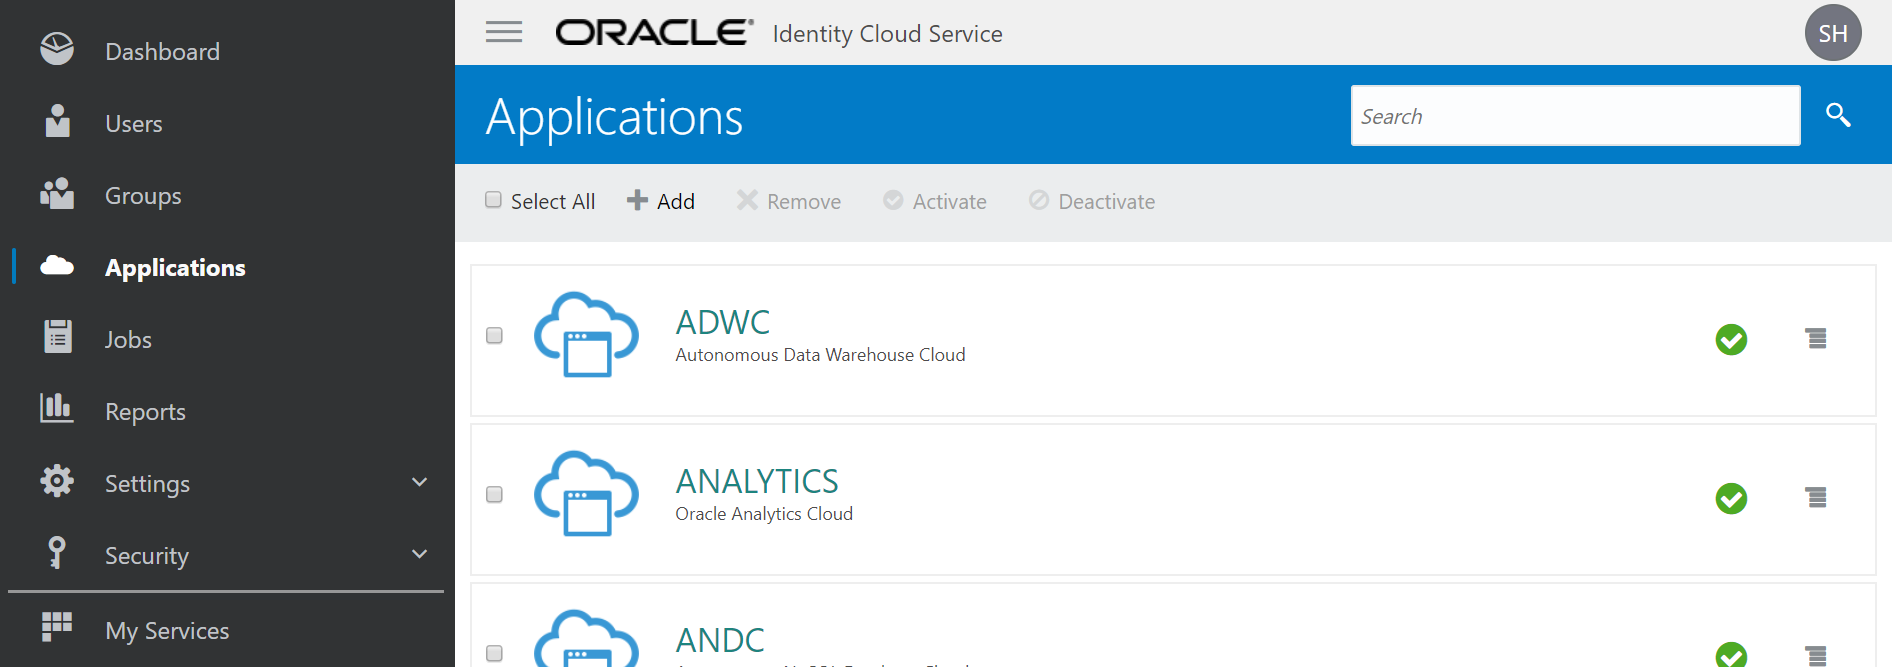 Dashboard
Users
Groups
Applications
Jobs
Reports
Settings
Security
My Services
ORACLE® Identity Cloud Service
SH
Applications
Search
Select All Add Remove Activate Deactivate
ADWC
Autonomous Data Warehouse Cloud
ANALYTICS
Oracle Analytics Cloud
ANDC